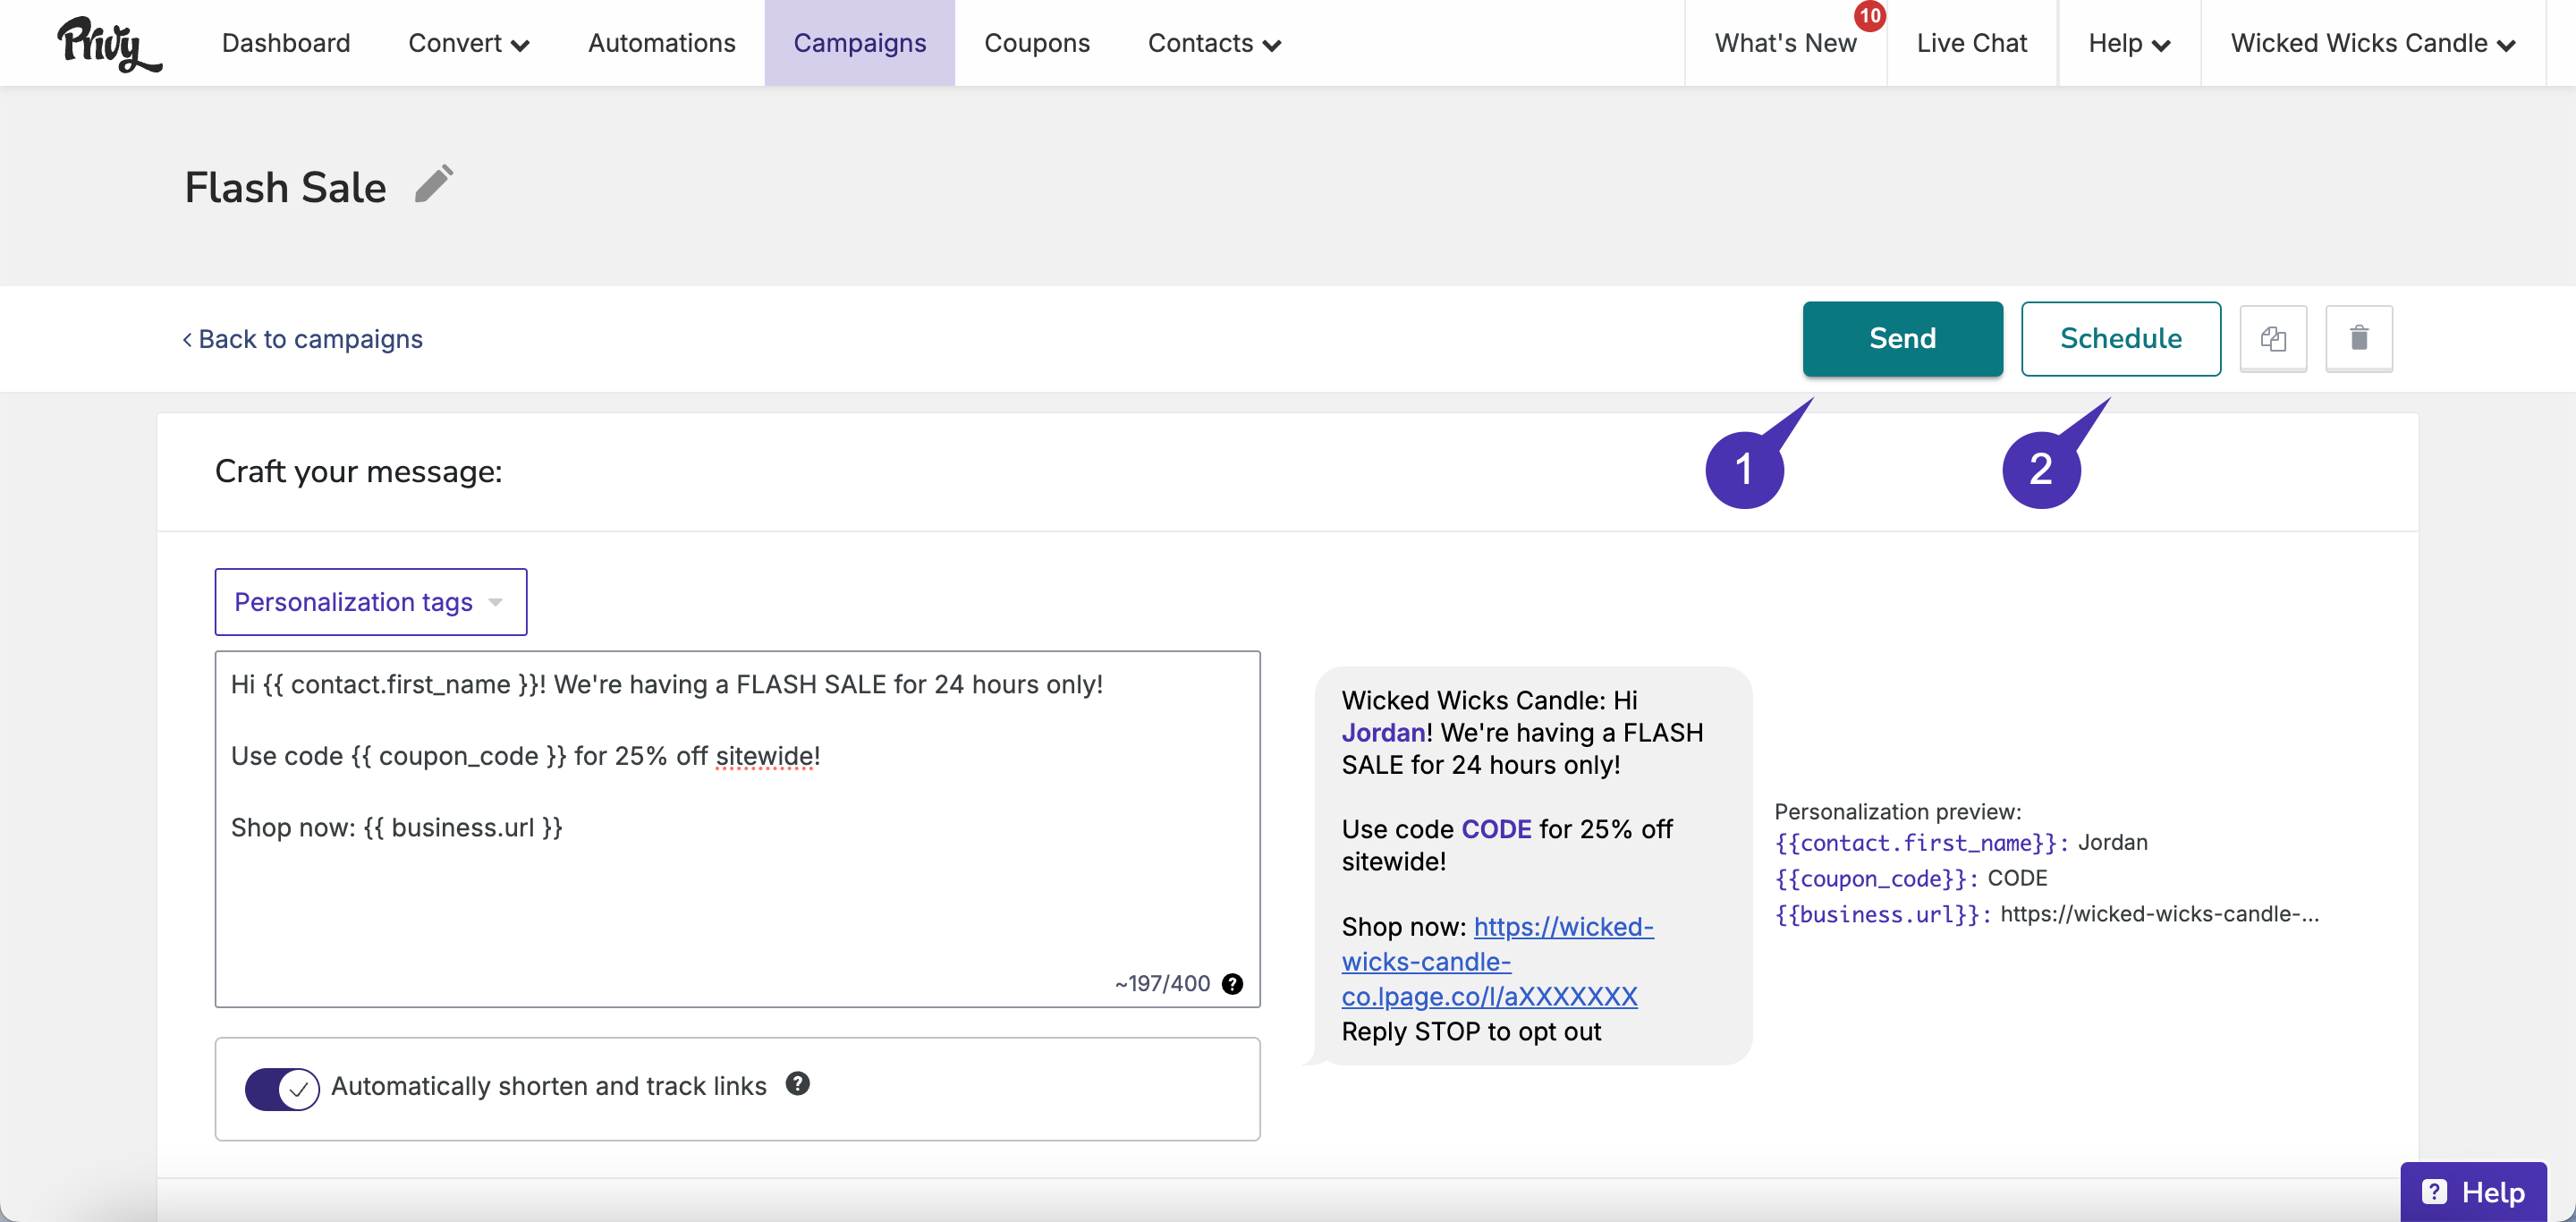 Privy
Dashboard
Convert
Automations
Campaigns
Coupons
Contacts
What's New
10
Live Chat
Help
Wicked Wicks Candle
Flash Sale
< Back to campaigns
Send
Schedule
1
2
Craft your message:
Personalization tags
Hi {{ contact.first_name }}! We're having a FLASH SALE for 24 hours only!
Use code {{ coupon_code }} for 25% off sitewide!
Shop now: {{ business.url }}
~197/400 ?
Automatically shorten and track links ?
Wicked Wicks Candle: Hi
Jordan! We're having a FLASH
SALE for 24 hours only!
Use code CODE for 25% off
sitewide!
Shop now: https://wicked-
wicks-candle-
co.lpage.co/l/aXXXXXXX
Reply STOP to opt out
Personalization preview:
{{contact.first_name}}: Jordan
{{coupon_code}}: CODE
{{business.url}}: https://wicked-wicks-candle-...
? Help